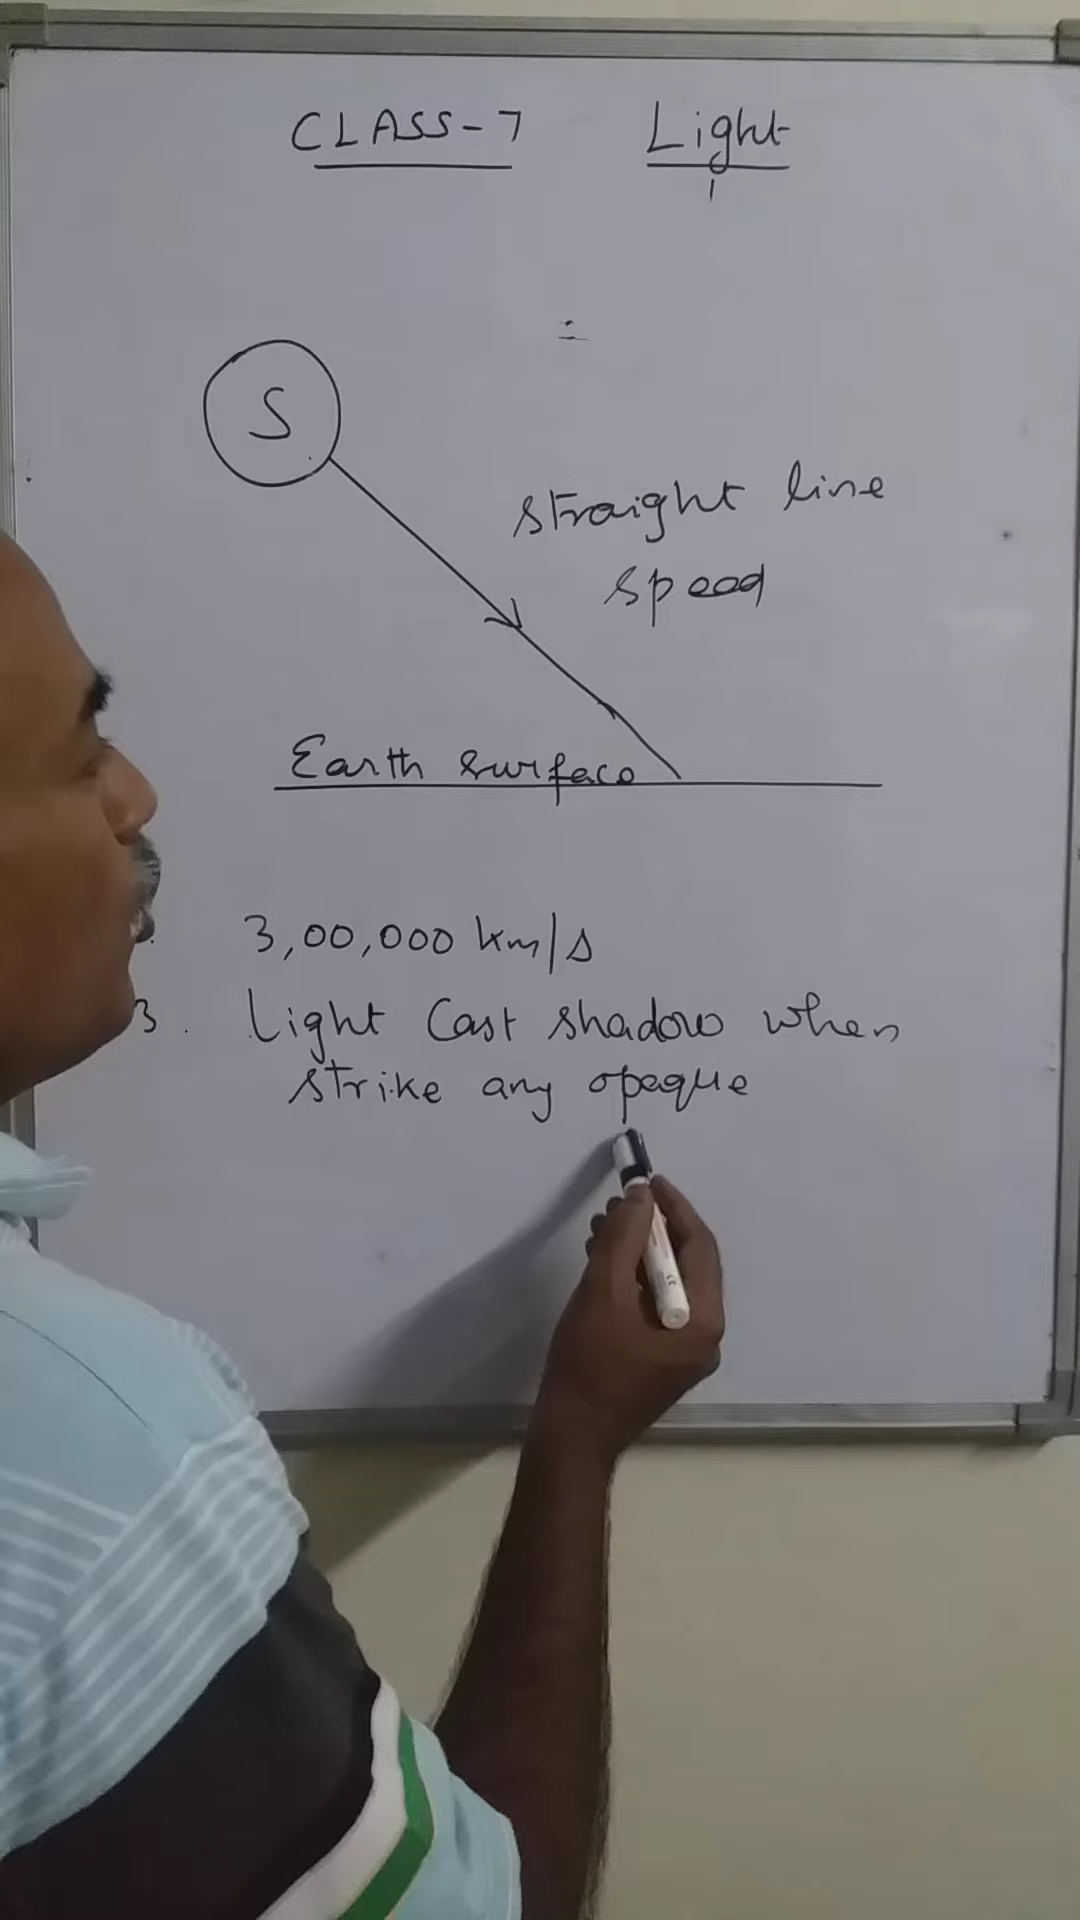 CLASS-7 Light
S
straight line
speed
Earth surface
3,00,000 km/s
3. Light Cast shadow when
strike any opaque